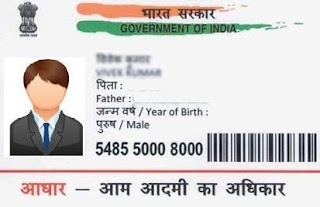 भारत सरकार
GOVERNMENT OF INDIA
पिता :
Father :
जन्म वर्ष / Year of Birth :
पुरुष / Male
5485 5000 8000
आधार – आम आदमी का अधिकार